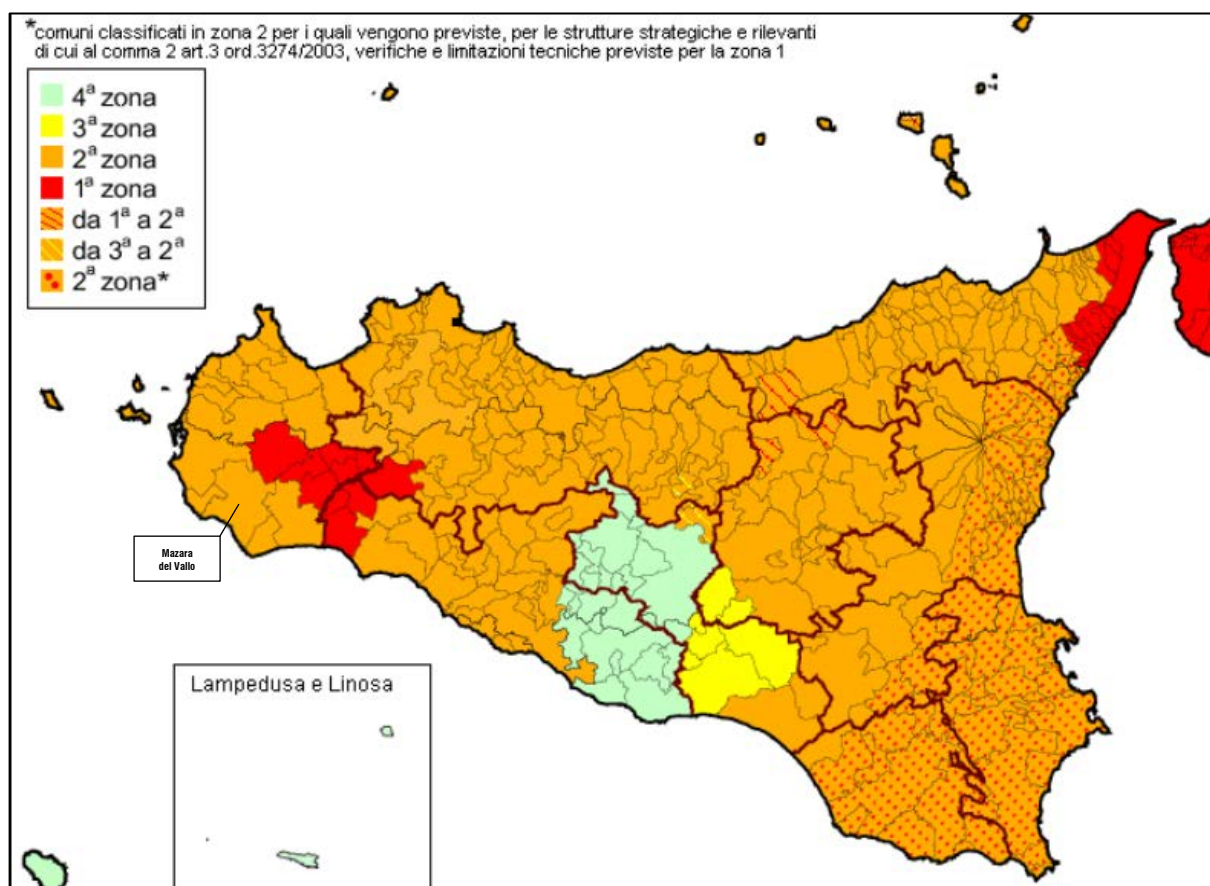 *comuni classificati in zona 2 per i quali vengono previste, per le strutture strategiche e rilevanti
di cui al comma 2 art.3 ord.3274/2003, verifiche e limitazioni tecniche previste per la zona 1
4ª zona
3ª zona
2ª zona
1ª zona
da 1ª a 2ª
da 3ª a 2ª
2ª zona*
Mazara
del Vallo
Lampedusa e Linosa